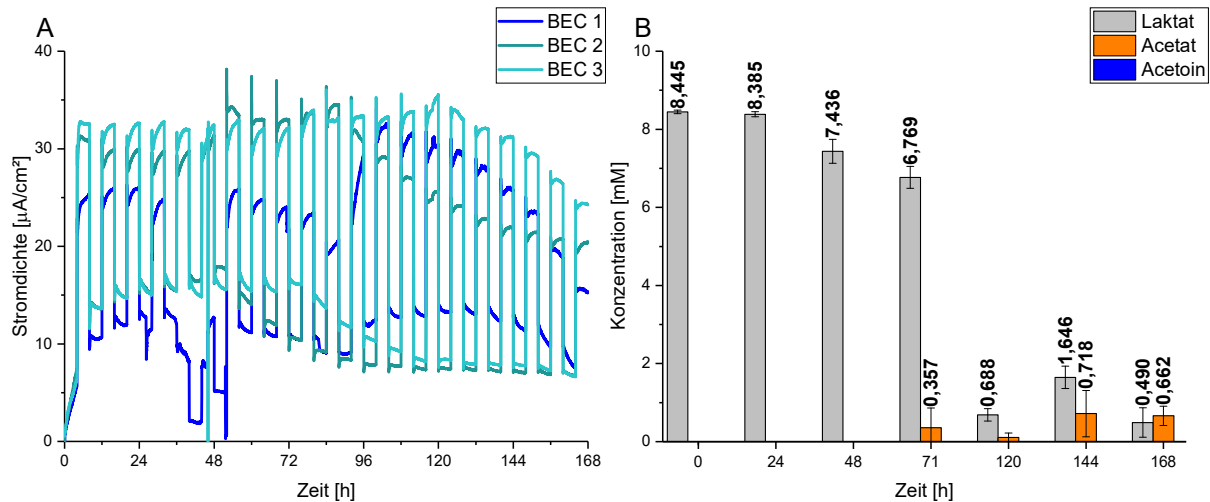 A
BEC 1
BEC 2
BEC 3
40
30
20
10
0
Stromdichte [µA/cm²]
0 24 48 72 96 120 144 168
Zeit [h]
B
Laktat
Acetat
Acetoin
10
8
6
4
2
0
Konzentration [mM]
8,445
8,385
7,436
6,769
0,357
0,688
1,646
0,718
0,490
0,662
0 24 48 71 120 144 168
Zeit [h]